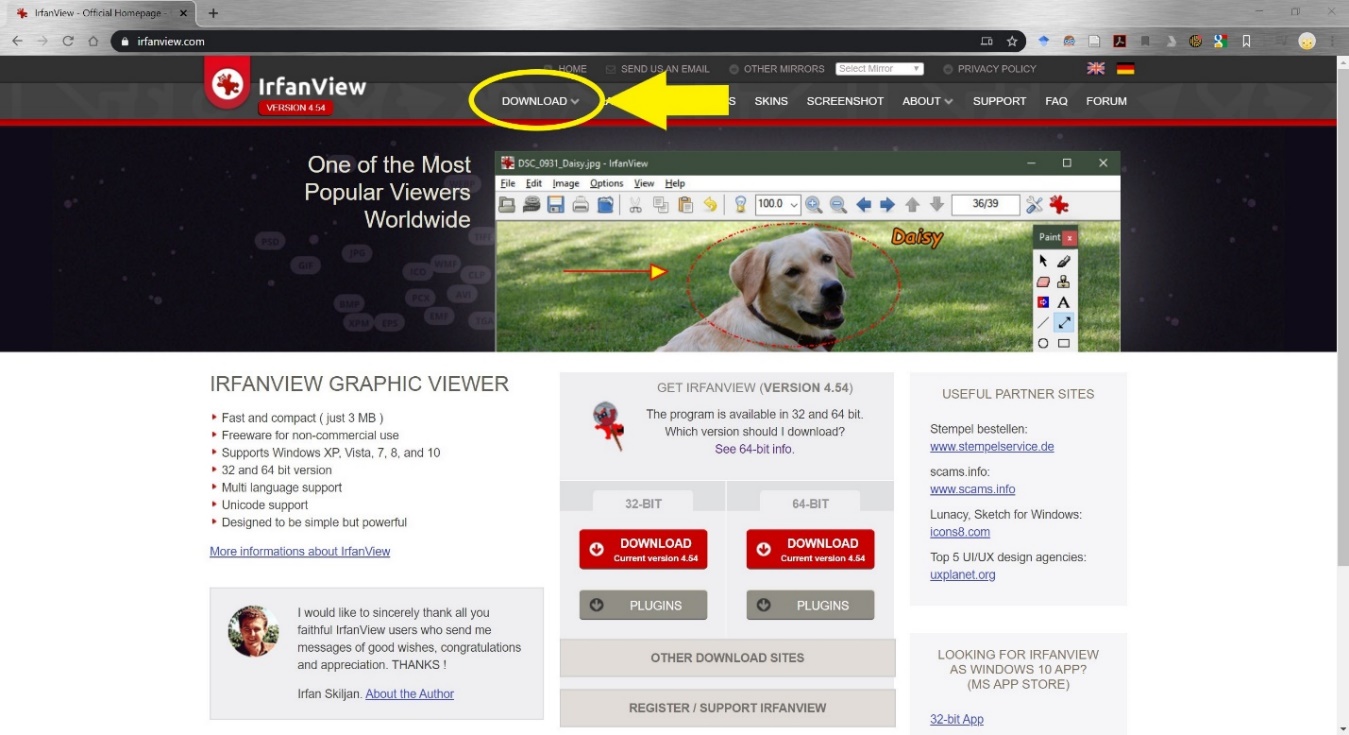 IrfanView - Official Homepage -
irfanview.com
HOME SEND US AN EMAIL OTHER MIRRORS Select Mirror PRIVACY POLICY
IrfanView
VERSION 4.54
DOWNLOAD SKINS SCREENSHOT ABOUT SUPPORT FAQ FORUM
One of the Most
Popular Viewers
Worldwide
DSC_0931_Daisy.jpg - IrfanView
File Edit Image Options View Help
100.0 36/39
Daisy
Paint
PSD
JPG
GIF
ICO
WMF
CLP
BMP
PCX
AVI
XPM
EPS
EMP
TGA
IRFANVIEW GRAPHIC VIEWER
Fast and compact ( just 3 MB )
Freeware for non-commercial use
Supports Windows XP, Vista, 7, 8, and 10
32 and 64 bit version
Multi language support
Unicode support
Designed to be simple but powerful
More informations about IrfanView
I would like to sincerely thank all you
faithful IrfanView users who send me
messages of good wishes, congratulations
and appreciation. THANKS !
Irfan Skiljan. About the Author
GET IRFANVIEW (VERSION 4.54)
The program is available in 32 and 64 bit.
Which version should I download?
See 64-bit info.
32-BIT 64-BIT
DOWNLOAD DOWNLOAD
Current version 4.54 Current version 4.54
PLUGINS PLUGINS
OTHER DOWNLOAD SITES
REGISTER / SUPPORT IRFANVIEW
USEFUL PARTNER SITES
Stempel bestellen:
www.stempelservice.de
scams.info:
www.scams.info
Lunacy, Sketch for Windows:
icons8.com
Top 5 UI/UX design agencies:
uxplanet.org
LOOKING FOR IRFANVIEW
AS WINDOWS 10 APP?
(MS APP STORE)
32-bit App